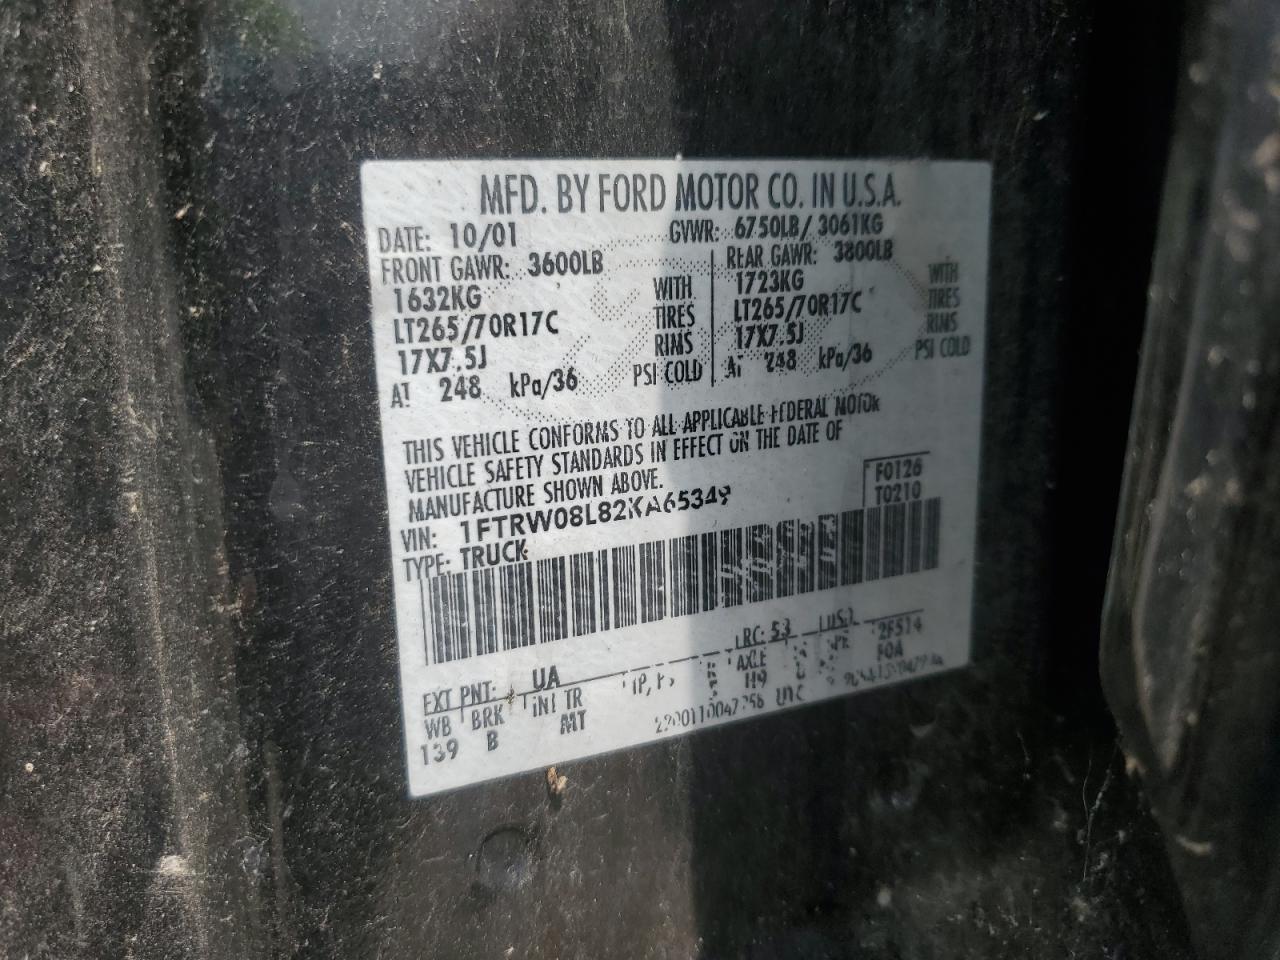 MFD. BY FORD MOTOR CO. IN U.S.A.
DATE: 10/01 GVWR: 6750LB/ 3061KG
FRONT GAWR: 3600LB REAR GAWR: 3800LB
1632KG WITH 1723KG WITH
LT265/70R17C TIRES LT265/70R17C TIRES
17X7.5J RIMS 17X7.5J RIMS
AT 248 kPa/36 PSI COLD AT 248 kPa/36 PSI COLD
THIS VEHICLE CONFORMS TO ALL APPLICABLE FEDERAL MOTOR
VEHICLE SAFETY STANDARDS IN EFFECT ON THE DATE OF
MANUFACTURE SHOWN ABOVE.
F0126
T0210
VIN: 1FTRW08L82KA65349
TYPE: TRUCK
EXT PNT: UA RC: 53
WB BRK INT TR AXLE 2F514
139 B MT H9 FOA